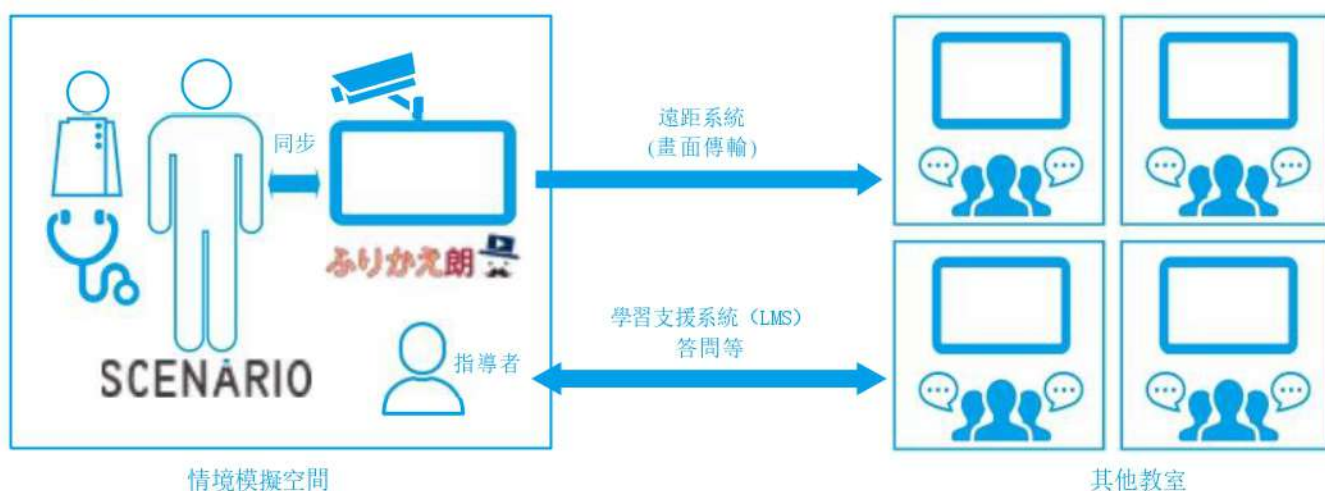 同步
ふりかえ朗
SCENARIO
指導者
情境模擬空間
遠距系統
(畫面傳輸)
學習支援系統（LMS）
答問等
其他教室